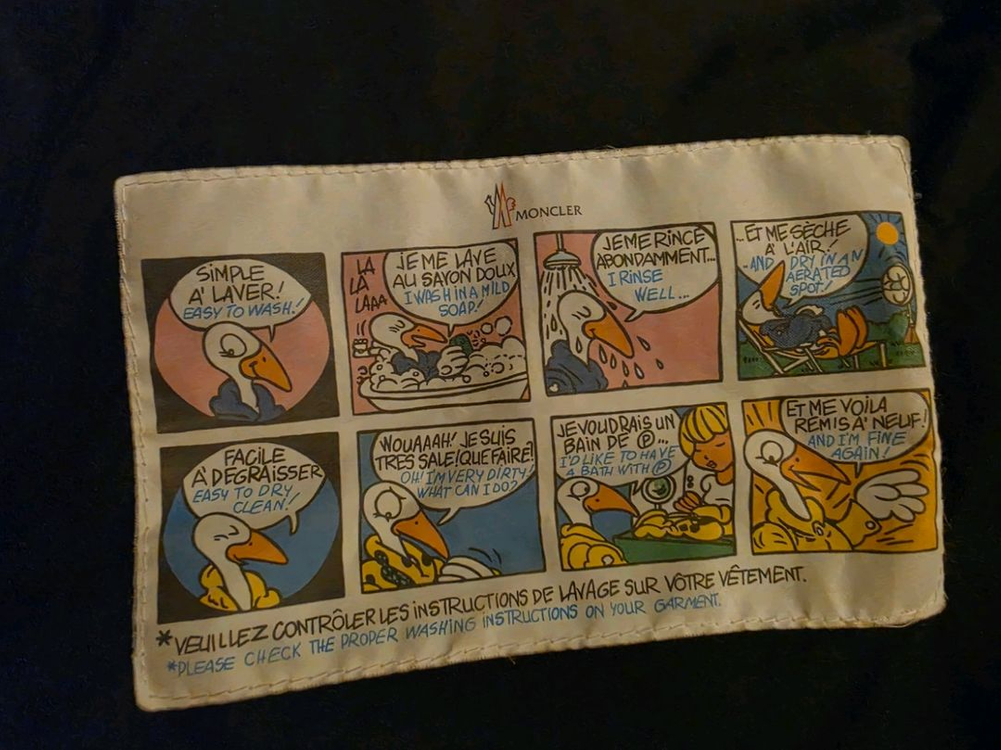 MONCLER
SIMPLE
A' LAVER!
EASY TO WASH!
LA
LA
LAAA
JE ME LAVE
AU SAVON DOUX
I WASH IN A MILD
SOAP!
JE ME RINCE
ABONDAMMENT...
I RINSE
WELL...
...ET ME SÈCHE
A' L'AIR!
..AND I DRY IN AN
AERATED
SPOT!
FACILE
A' DEGRAISSER
EASY TO DRY
CLEAN!
WOUAAAH! JE SUIS
TRES SALE! QUE FAIRE?
OH! I'M VERY DIRTY!
WHAT CAN I DO?
JE VOUDRAIS UN
BAIN DE Ⓟ...
I'D LIKE TO HAVE
A BATH WITH Ⓟ
ET ME VOILA
REMIS A' NEUF!
AND I'M FINE
AGAIN!
*VEUILLEZ CONTRÔLER LES INSTRUCTIONS DE LAVAGE SUR VÔTRE VÊTEMENT.
*PLEASE CHECK THE PROPER WASHING INSTRUCTIONS ON YOUR GARMENT.